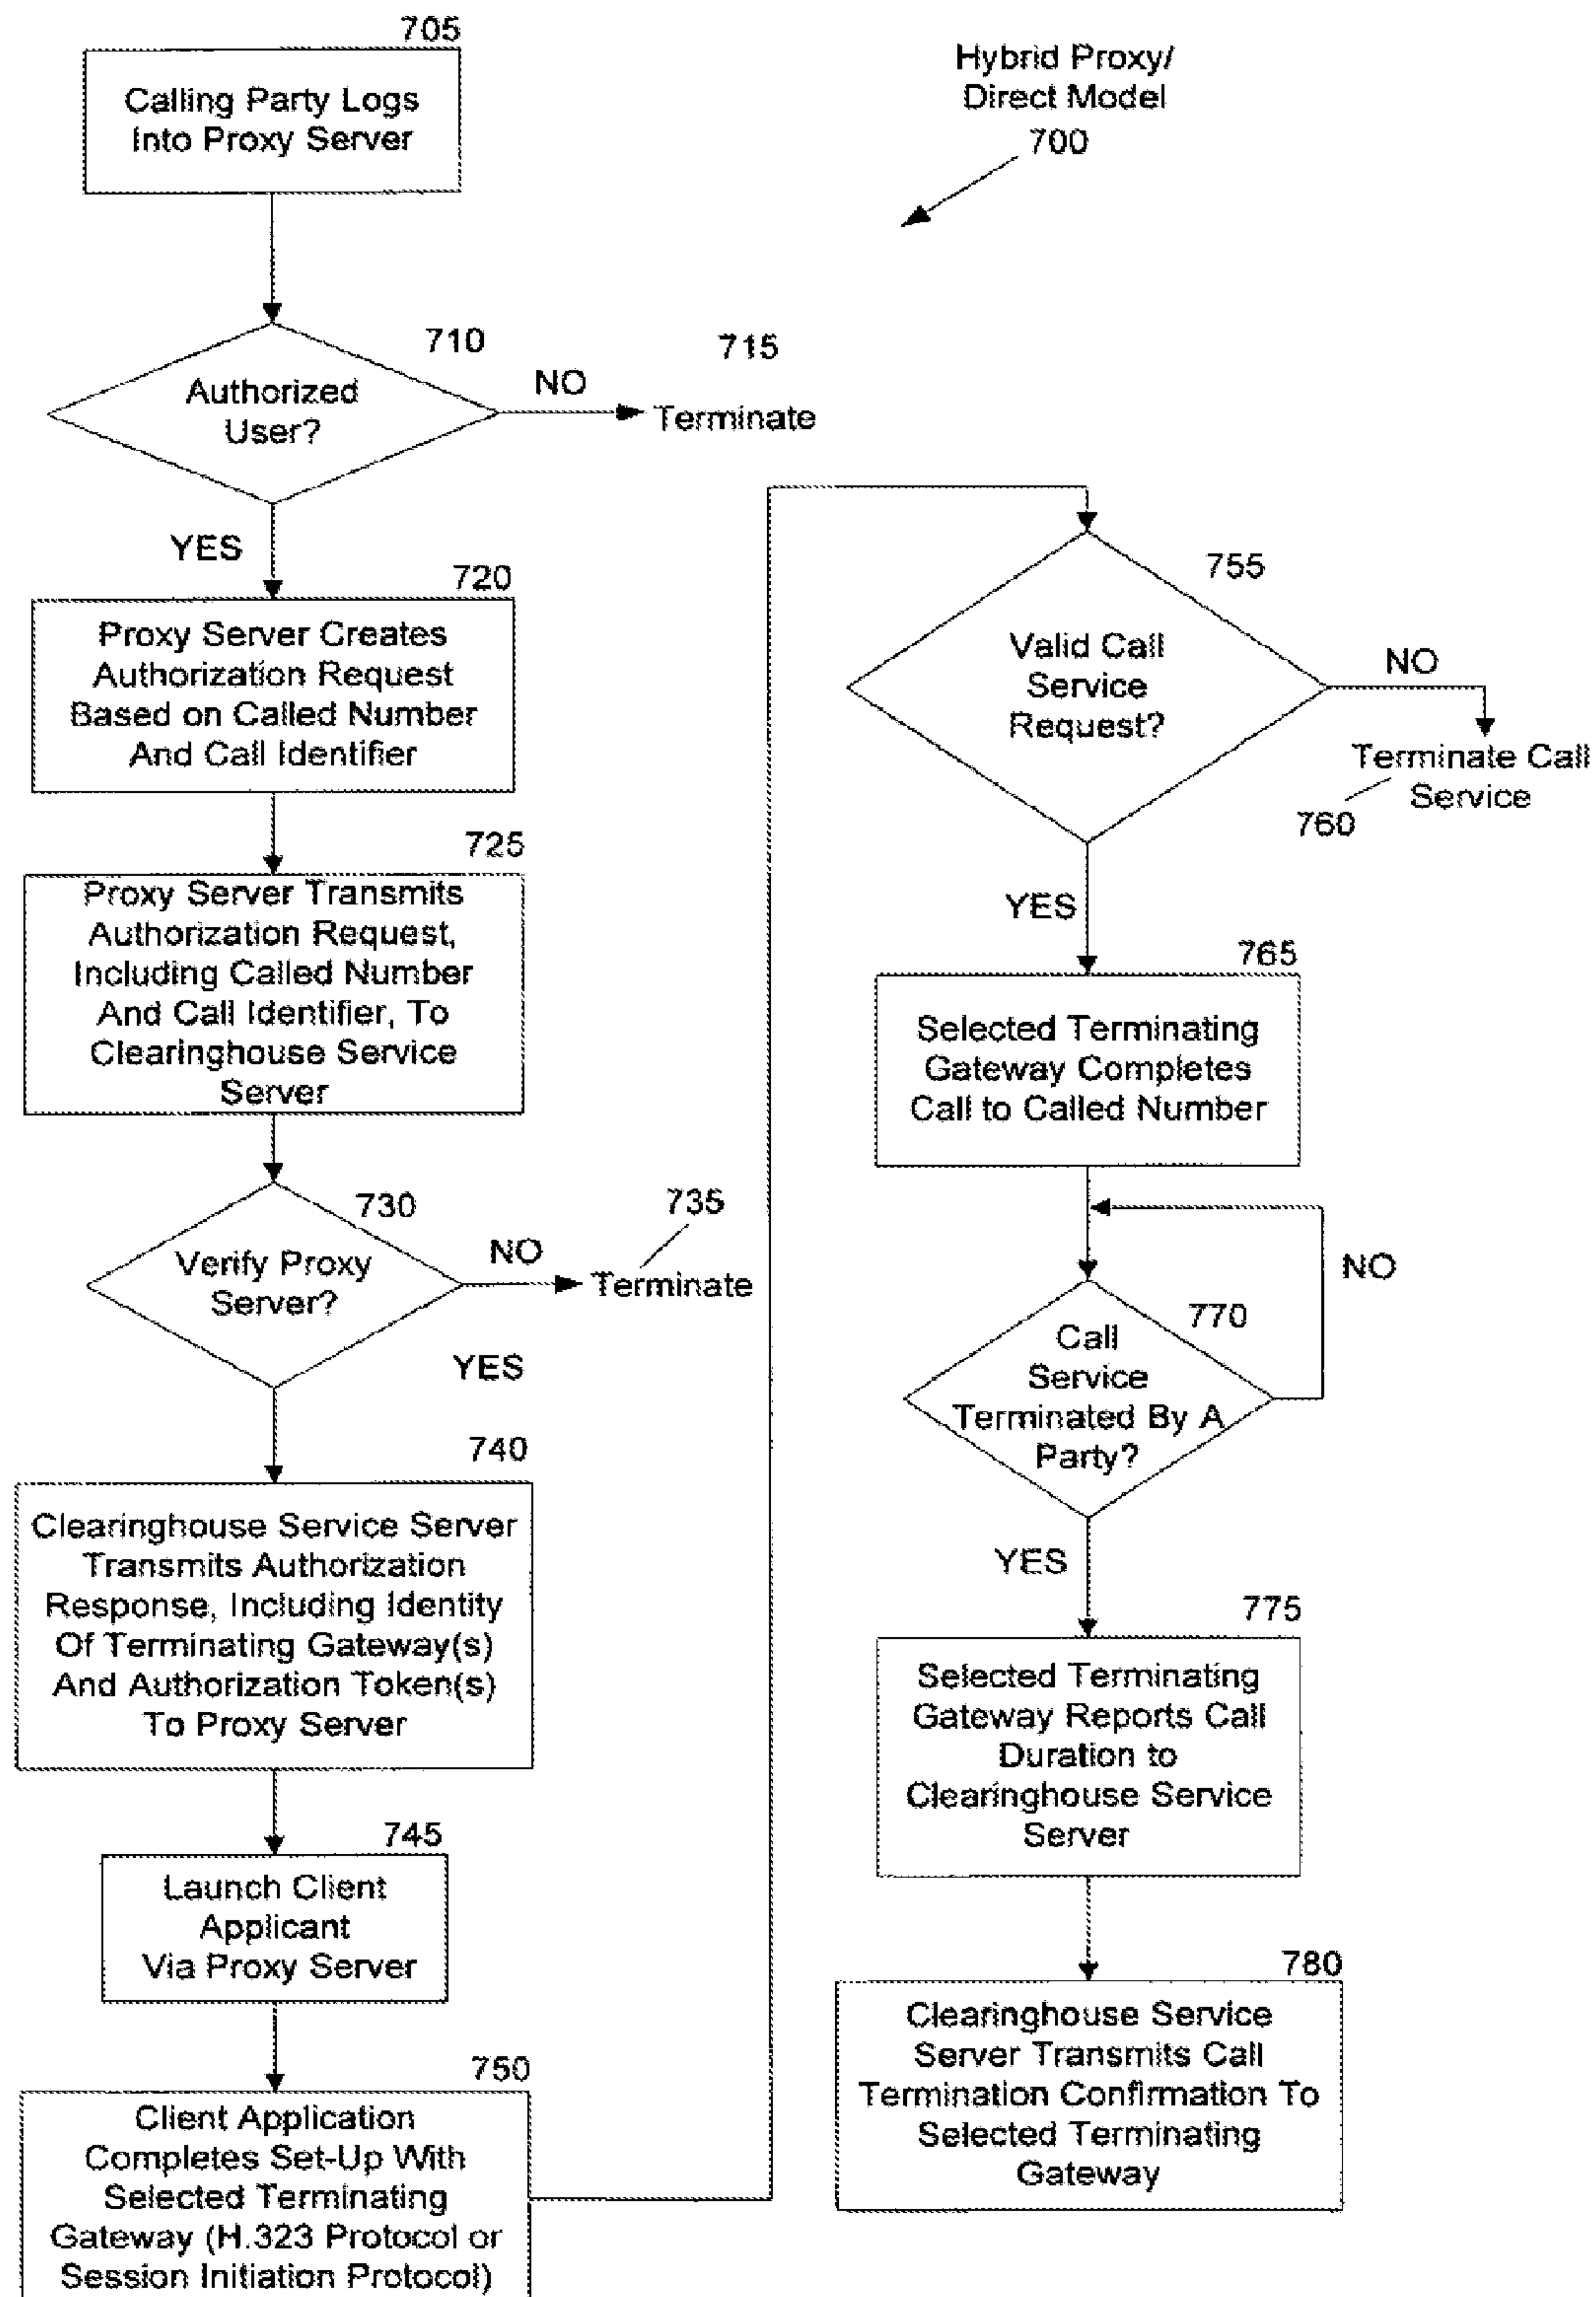 705
Calling Party Logs
Into Proxy Server
Hybrid Proxy/
Direct Model
700
710
Authorized
User?
NO
715
Terminate
YES
720
Proxy Server Creates
Authorization Request
Based on Called Number
And Call Identifier
725
Proxy Server Transmits
Authorization Request,
Including Called Number
And Call Identifier, To
Clearinghouse Service
Server
730
Verify Proxy
Server?
NO
735
Terminate
YES
740
Clearinghouse Service Server
Transmits Authorization
Response, Including Identity
Of Terminating Gateway(s)
And Authorization Token(s)
To Proxy Server
745
Launch Client
Applicant
Via Proxy Server
750
Client Application
Completes Set-Up With
Selected Terminating
Gateway (H.323 Protocol or
Session Initiation Protocol)
755
Valid Call
Service
Request?
NO
Terminate Call
Service
760
YES
765
Selected Terminating
Gateway Completes
Call to Called Number
NO
770
Call
Service
Terminated By A
Party?
YES
775
Selected Terminating
Gateway Reports Call
Duration to
Clearinghouse Service
Server
780
Clearinghouse Service
Server Transmits Call
Termination Confirmation To
Selected Terminating
Gateway